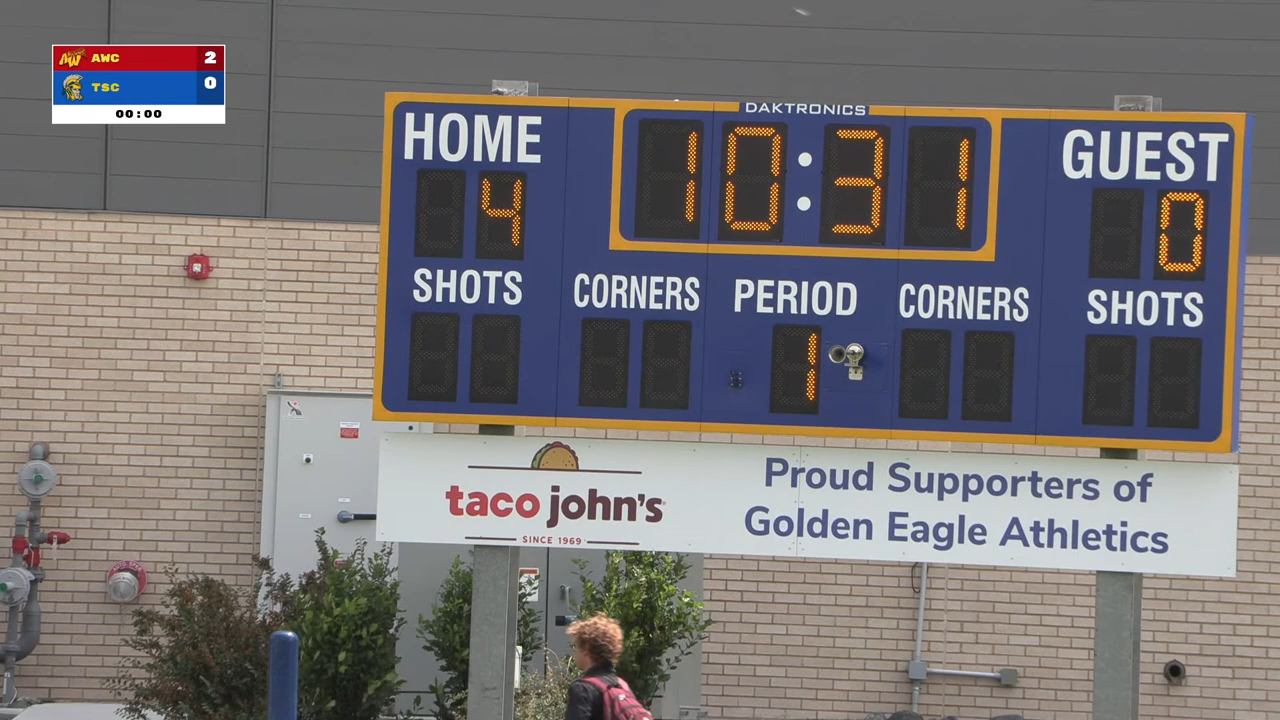 AW AWC 2
TSC 0
00:00
DAKTRONICS
HOME 10:31 GUEST
4 0
SHOTS CORNERS PERIOD CORNERS SHOTS
1
taco john's
SINCE 1969
Proud Supporters of
Golden Eagle Athletics